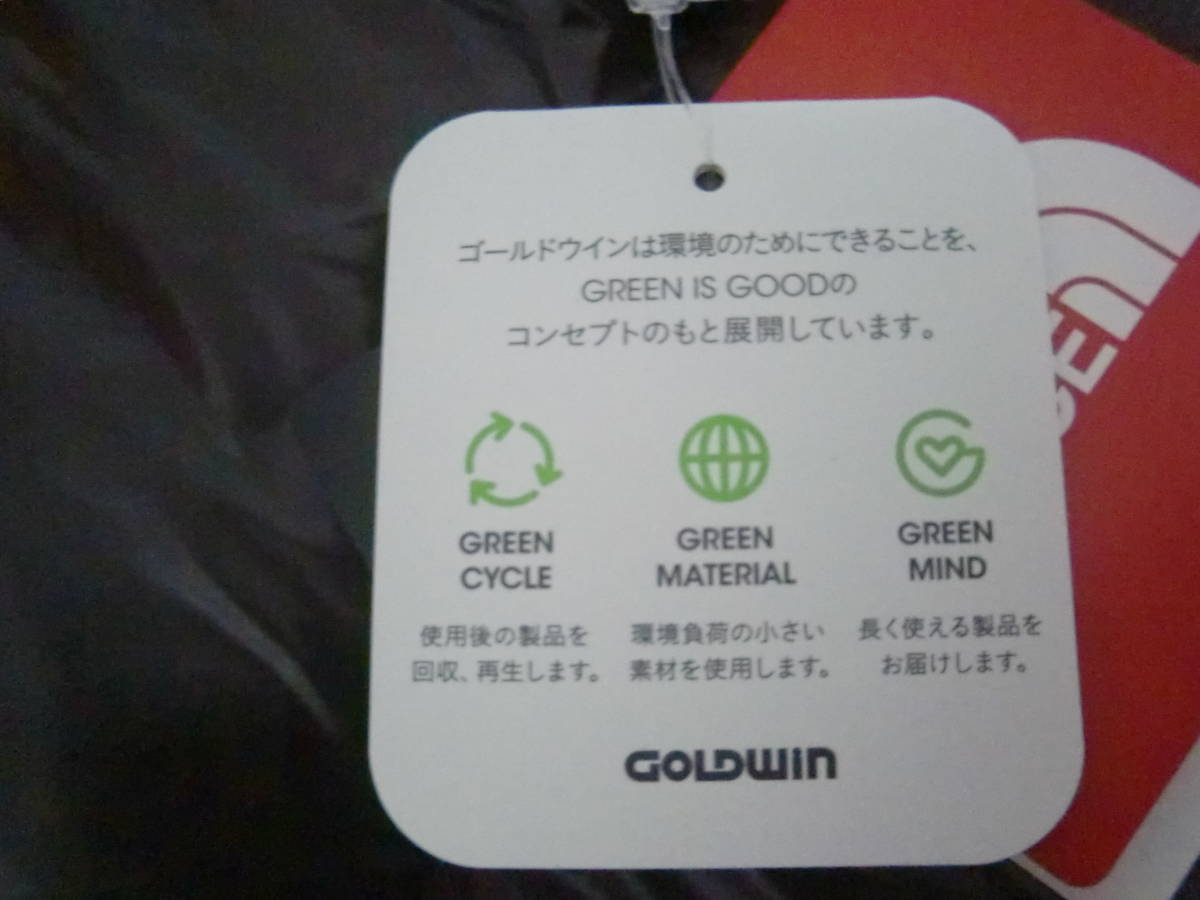 ゴールドウインは環境のためにできることを、
GREEN IS GOODの
コンセプトのもと展開しています。
GREEN
CYCLE
使用後の製品を
回収、再生します。
GREEN
MATERIAL
環境負荷の小さい
素材を使用します。
GREEN
MIND
長く使える製品を
お届けします。
GOLDWIN